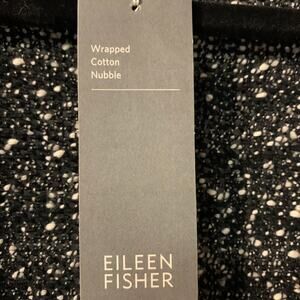 Wrapped
Cotton
Nubble
EILEEN
FISHER